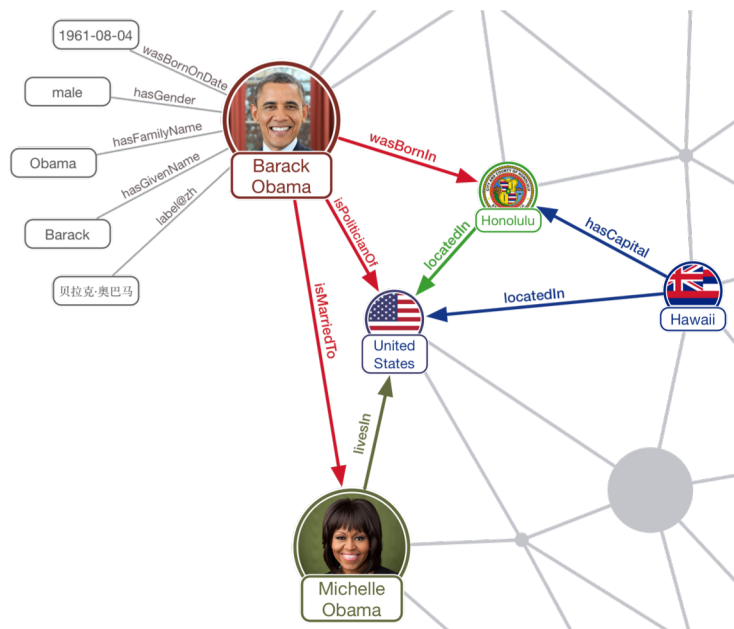 1961-08-04
wasBornOnDate
male
hasGender
hasFamilyName
Obama
hasGivenName
Barack
label@zh
贝拉克·奥巴马
Barack
Obama
wasBornIn
isPoliticianOf
isMarriedTo
Honolulu
locatedIn
hasCapital
locatedIn
Hawaii
United
States
livesIn
Michelle
Obama